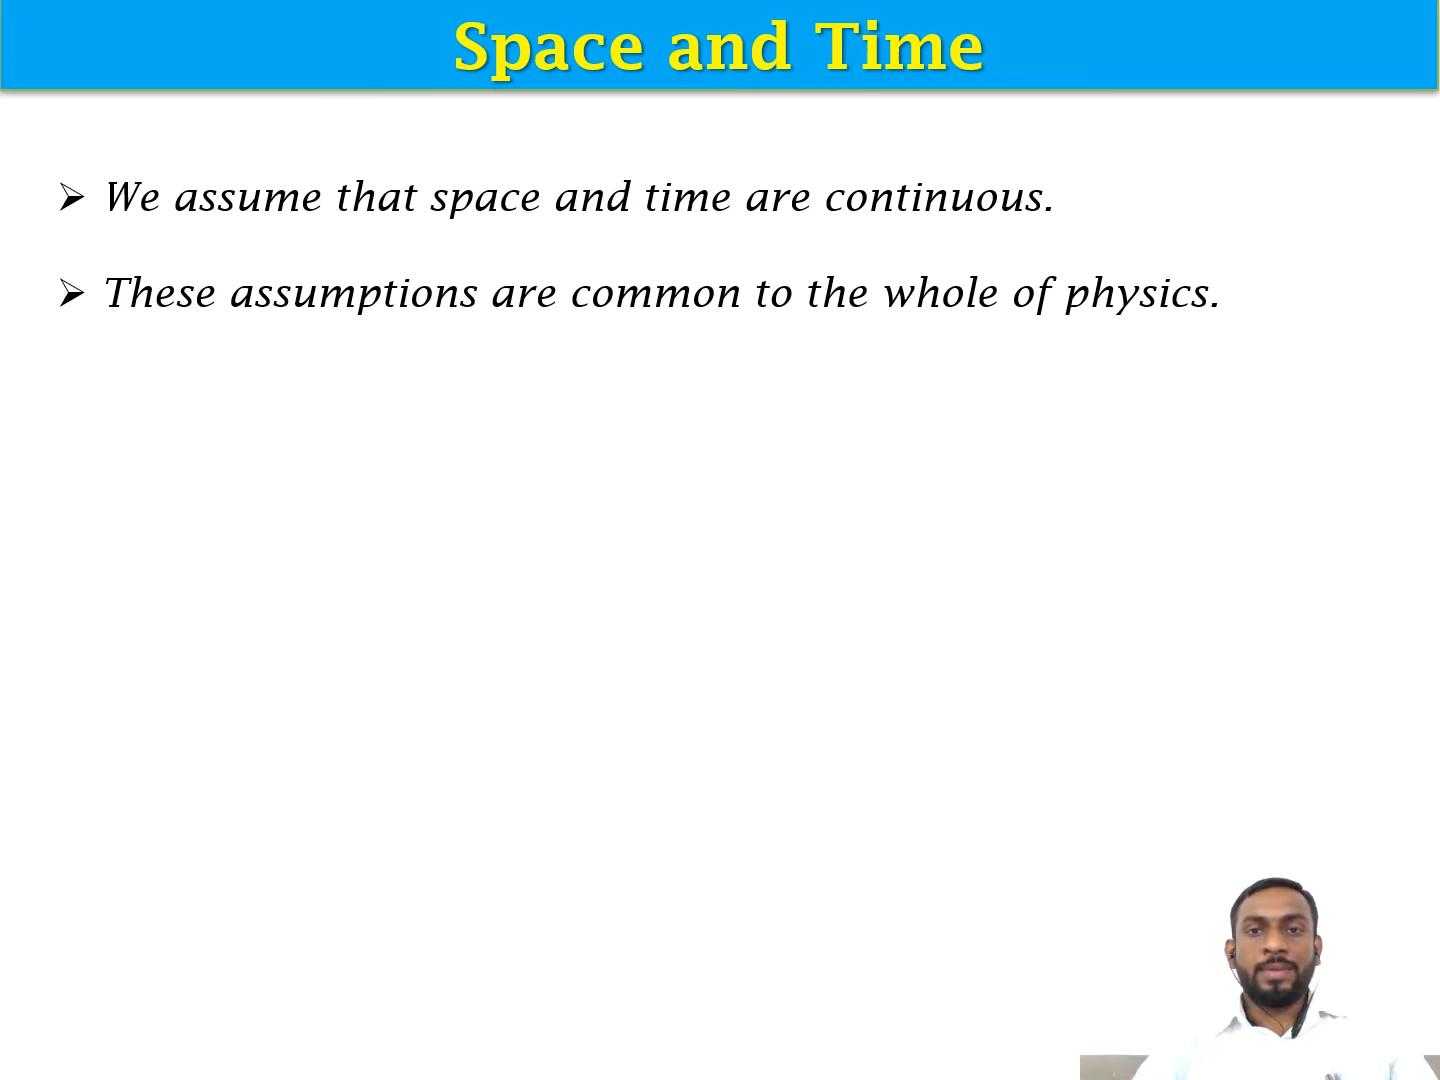 Space and Time
➢ We assume that space and time are continuous.
➢ These assumptions are common to the whole of physics.